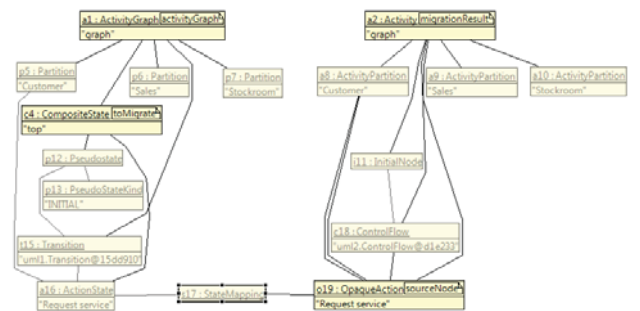 a1 : ActivityGraph activityGraph
"graph"
a2 : Activity migrationResult
"graph"
p5 : Partition
"Customer"
p6 : Partition
"Sales"
p7 : Partition
"Stockroom"
a8 : ActivityPartition
"Customer"
a9 : ActivityPartition
"Sales"
a10 : ActivityPartition
"Stockroom"
c4 : CompositeState toMigrate
"top"
p12 : Pseudostate
i11 : InitialNode
p13 : PseudoStateKind
"INITIAL"
t15 : Transition
"uml1.Transition@15dd910"
c18 : ControlFlow
"uml2.ControlFlow@d1e233"
a16 : ActionState
"Request service"
s17 : StateMapping
o19 : OpaqueAction sourceNode
"Request service"